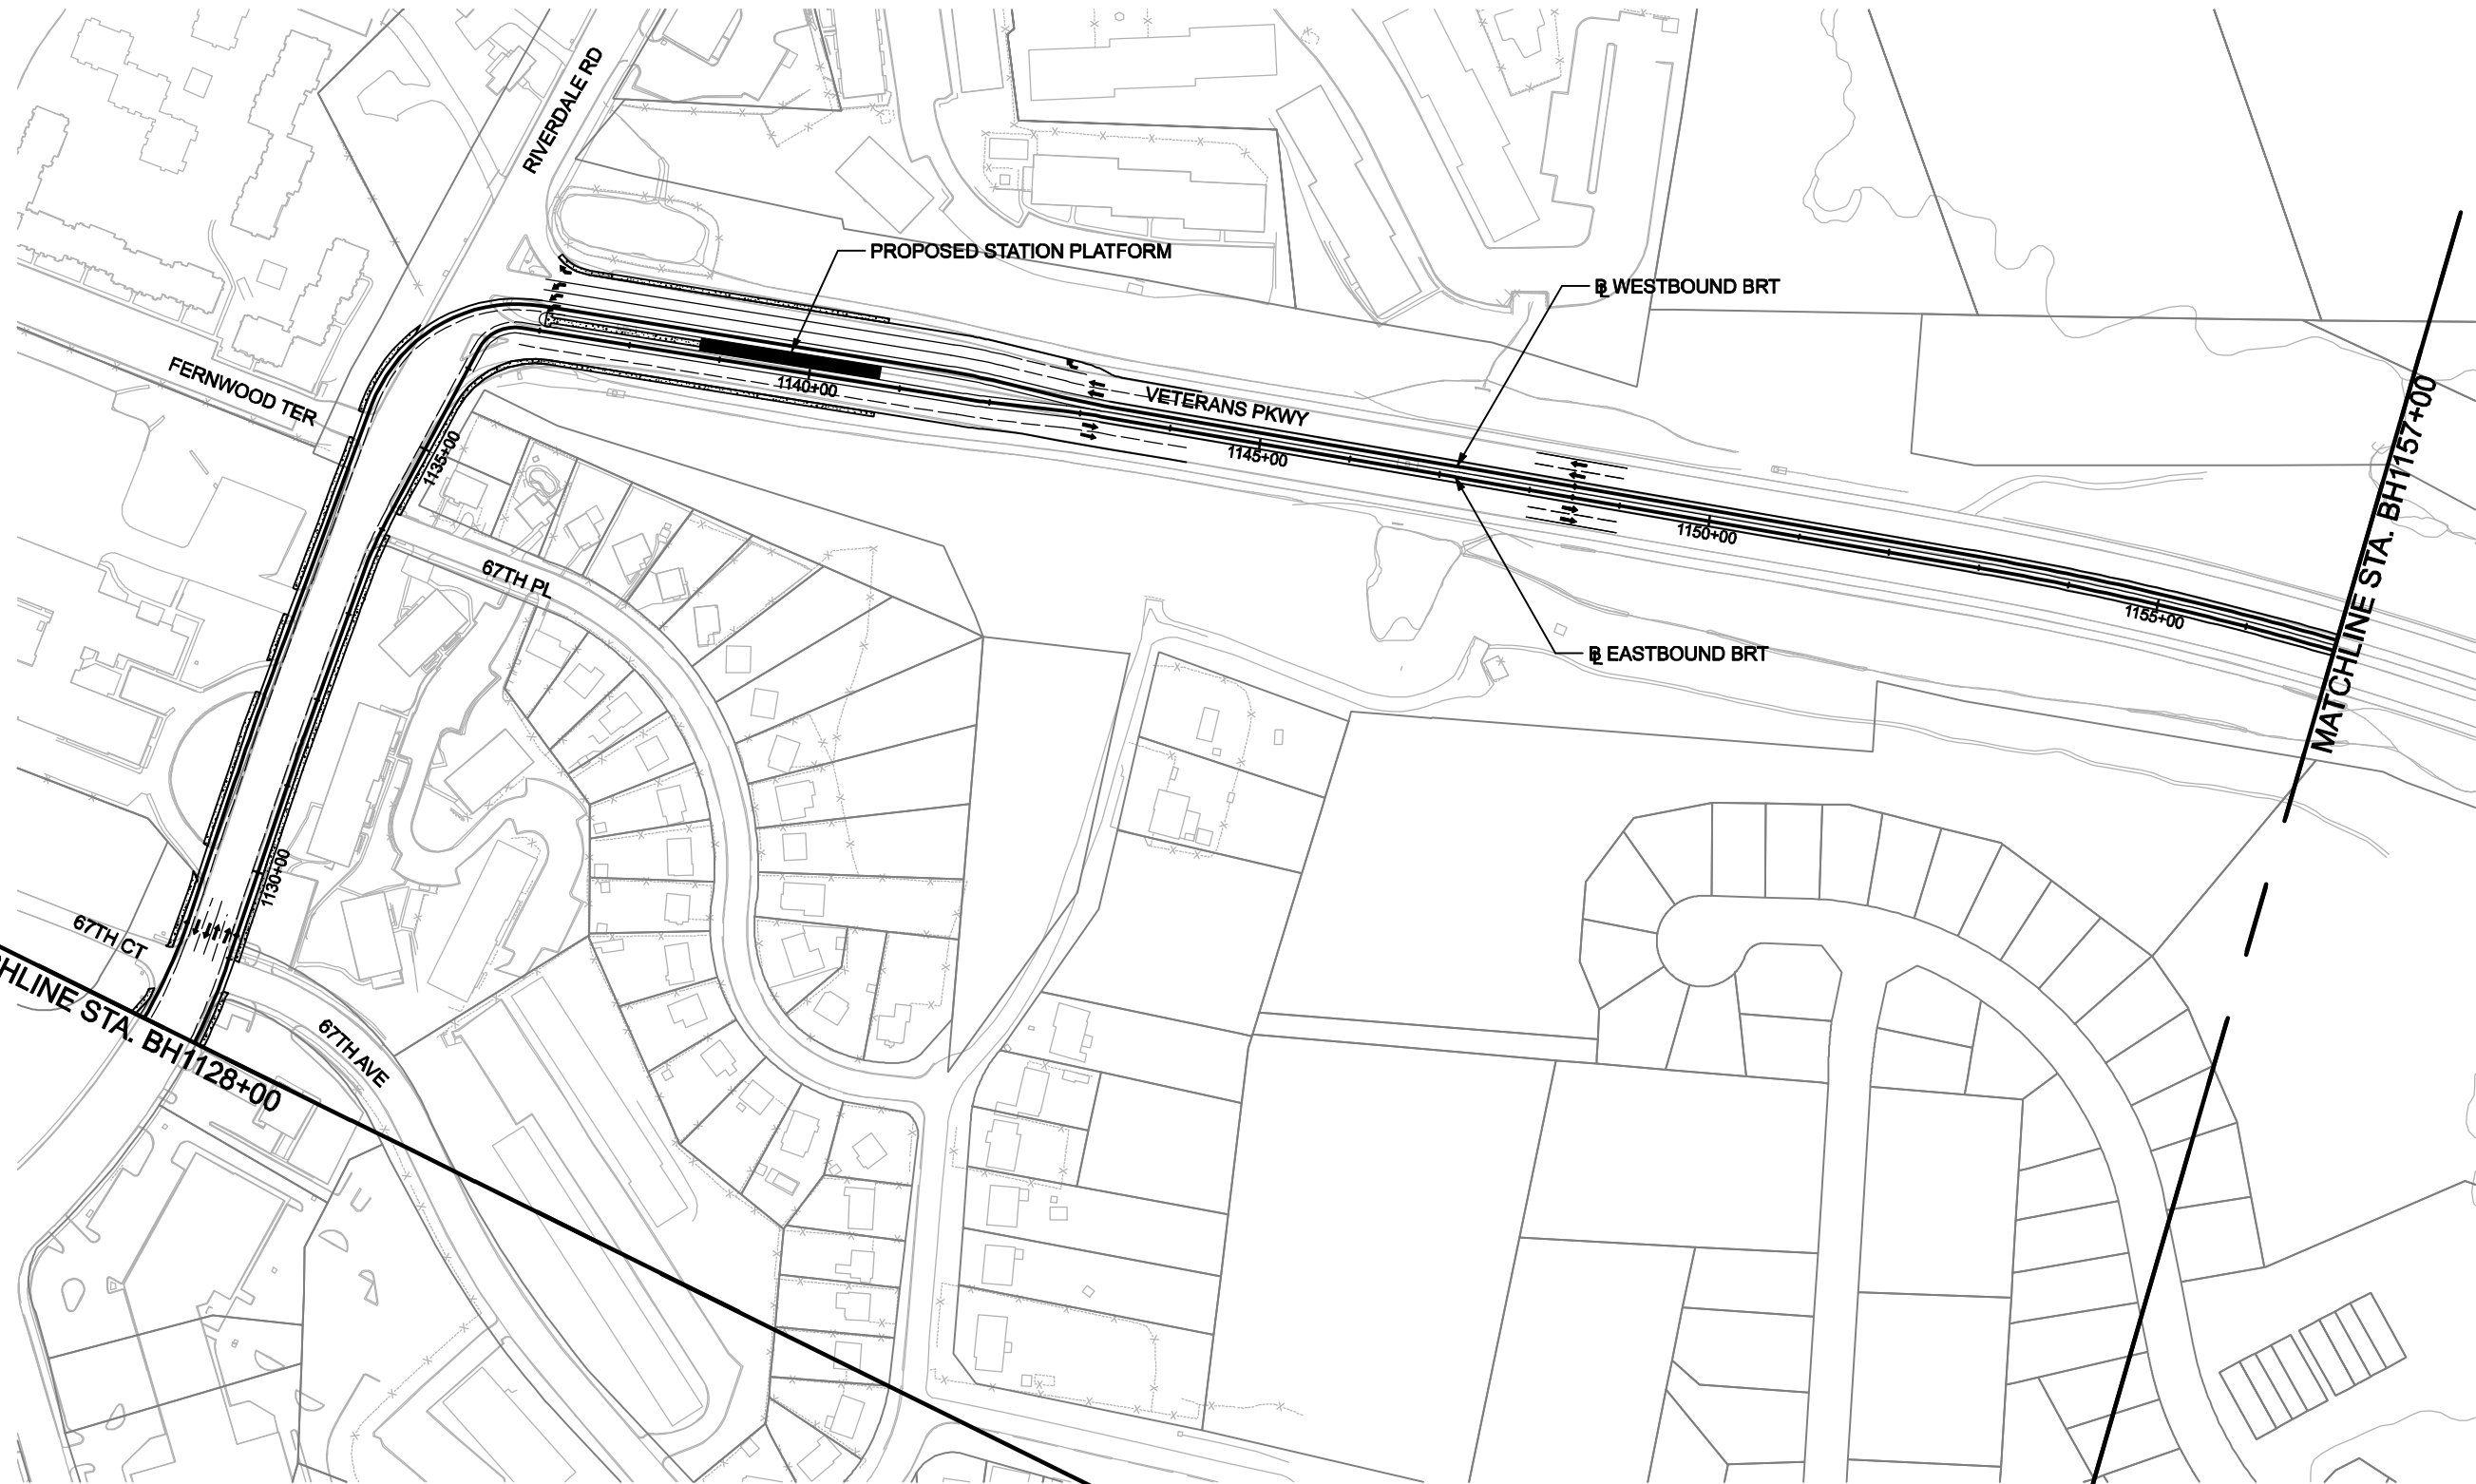 RIVERDALE RD
PROPOSED STATION PLATFORM
BL WESTBOUND BRT
FERNWOOD TER
1140+00
VETERANS PKWY
1135+00
1145+00
1150+00
MATCHLINE STA. BH1157+00
67TH PL
1155+00
BL EASTBOUND BRT
1130+00
67TH CT
HLINE STA. BH1128+00
67TH AVE